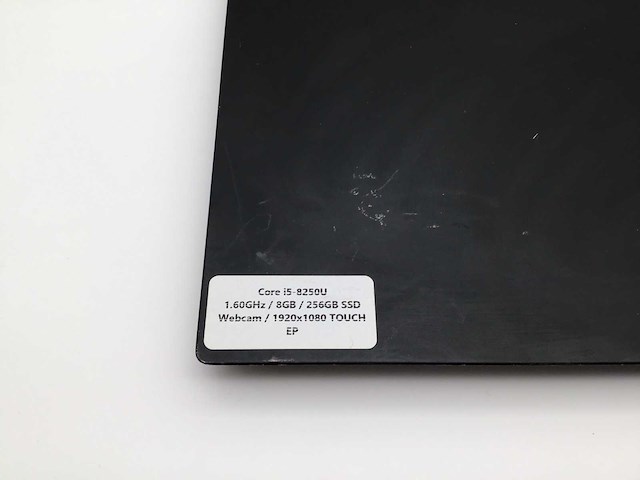 Core i5-8250U
1.60GHz / 8GB / 256GB SSD
Webcam / 1920x1080 TOUCH
EP